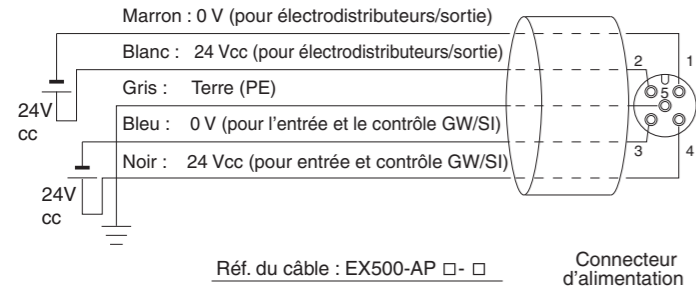 Marron : 0 V (pour électrodistributeurs/sortie)
Blanc : 24 Vcc (pour électrodistributeurs/sortie)
Gris : Terre (PE)
Bleu : 0 V (pour l'entrée et le contrôle GW/SI)
Noir : 24 Vcc (pour entrée et contrôle GW/SI)
24V
cc
24V
cc
2
1
5
3
4
Réf. du câble : EX500-AP □- □
Connecteur
d'alimentation